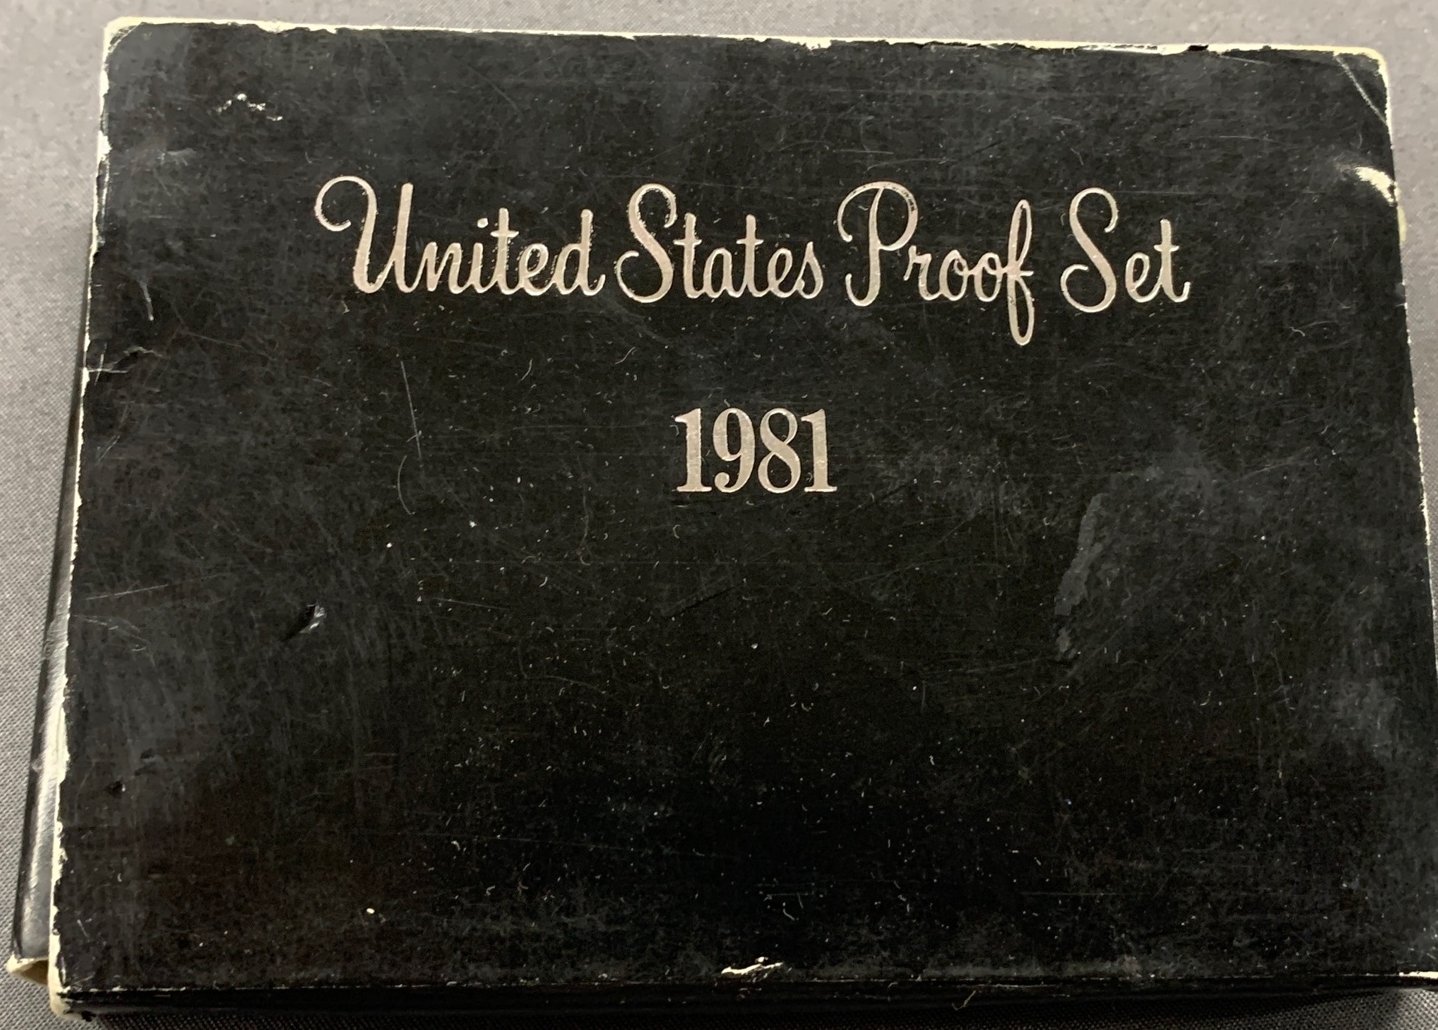 United States Proof Set
1981